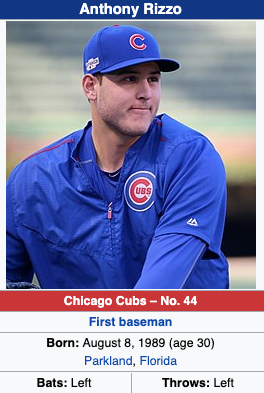 Anthony Rizzo
C
CUBS
Chicago Cubs – No. 44
First baseman
Born: August 8, 1989 (age 30)
Parkland, Florida
Bats: Left
Throws: Left